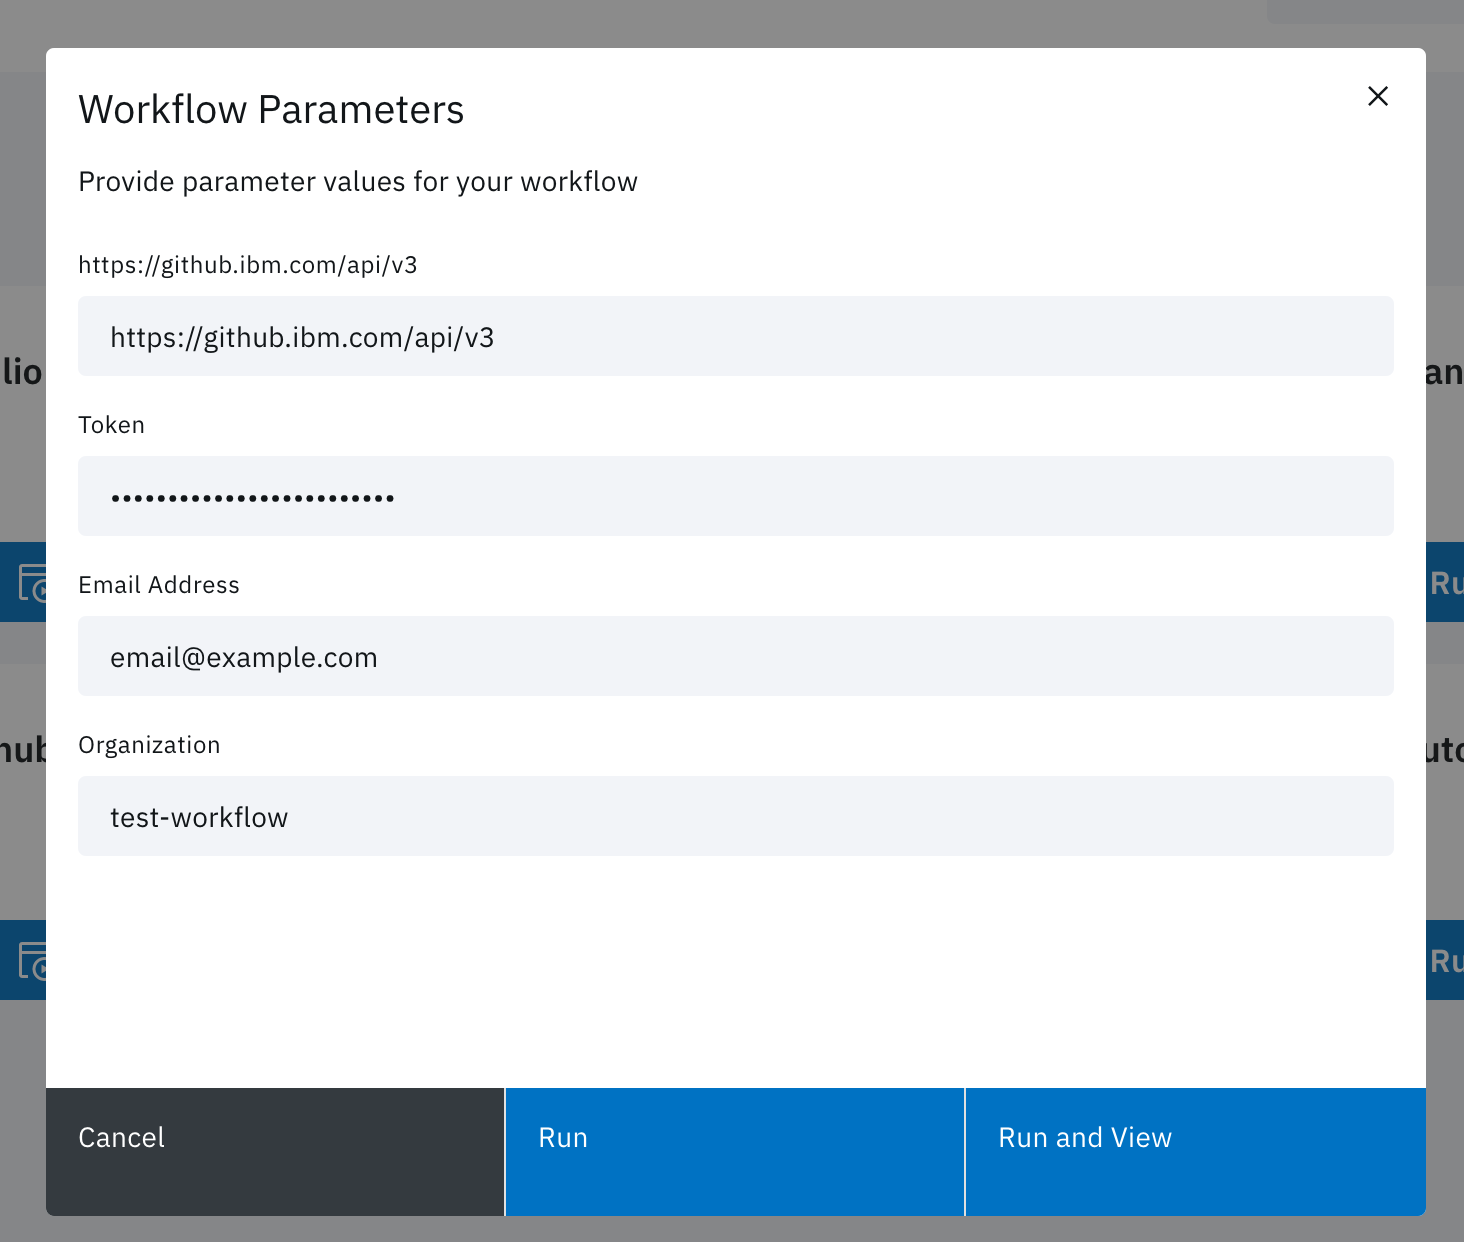 Workflow Parameters
Provide parameter values for your workflow
https://github.ibm.com/api/v3
https://github.ibm.com/api/v3
Token
•••••••••••••••••••••••••
Email Address
email@example.com
Organization
test-workflow
Cancel
Run
Run and View